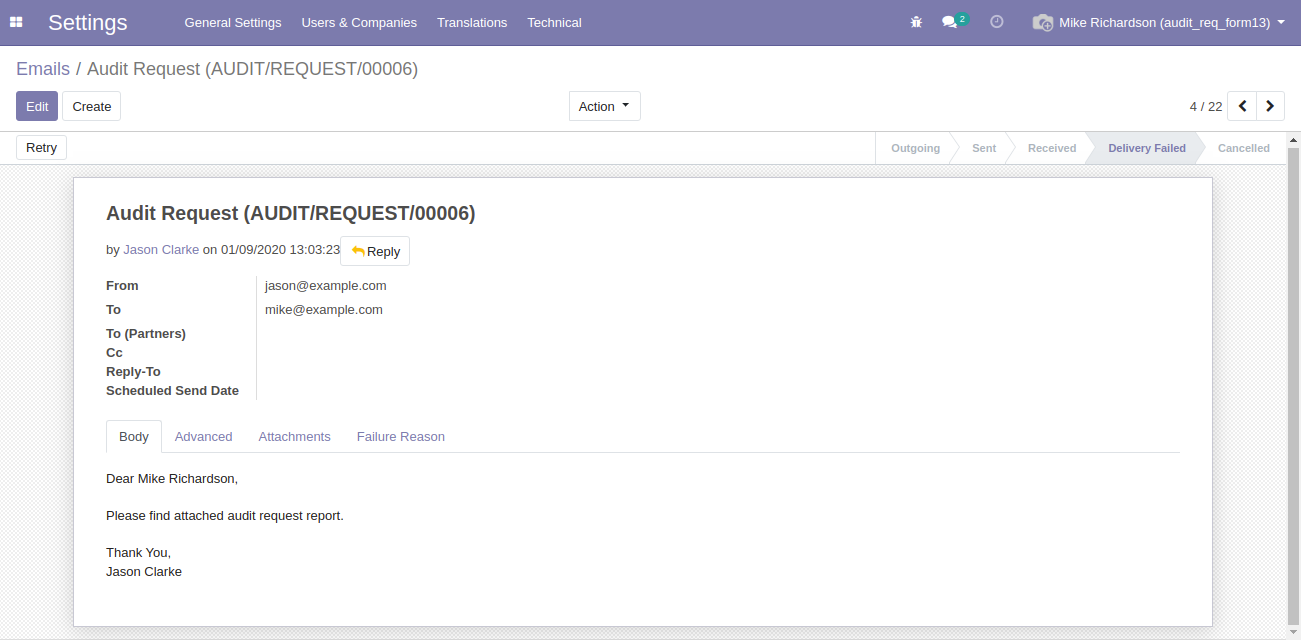 Settings General Settings Users & Companies Translations Technical 2 Mike Richardson (audit_req_form13)
Emails / Audit Request (AUDIT/REQUEST/00006)
Edit Create Action 4 / 22
Retry Outgoing Sent Received Delivery Failed Cancelled
Audit Request (AUDIT/REQUEST/00006)
by Jason Clarke on 01/09/2020 13:03:23 Reply
From jason@example.com
To mike@example.com
To (Partners)
Cc
Reply-To
Scheduled Send Date
Body Advanced Attachments Failure Reason
Dear Mike Richardson,
Please find attached audit request report.
Thank You,
Jason Clarke